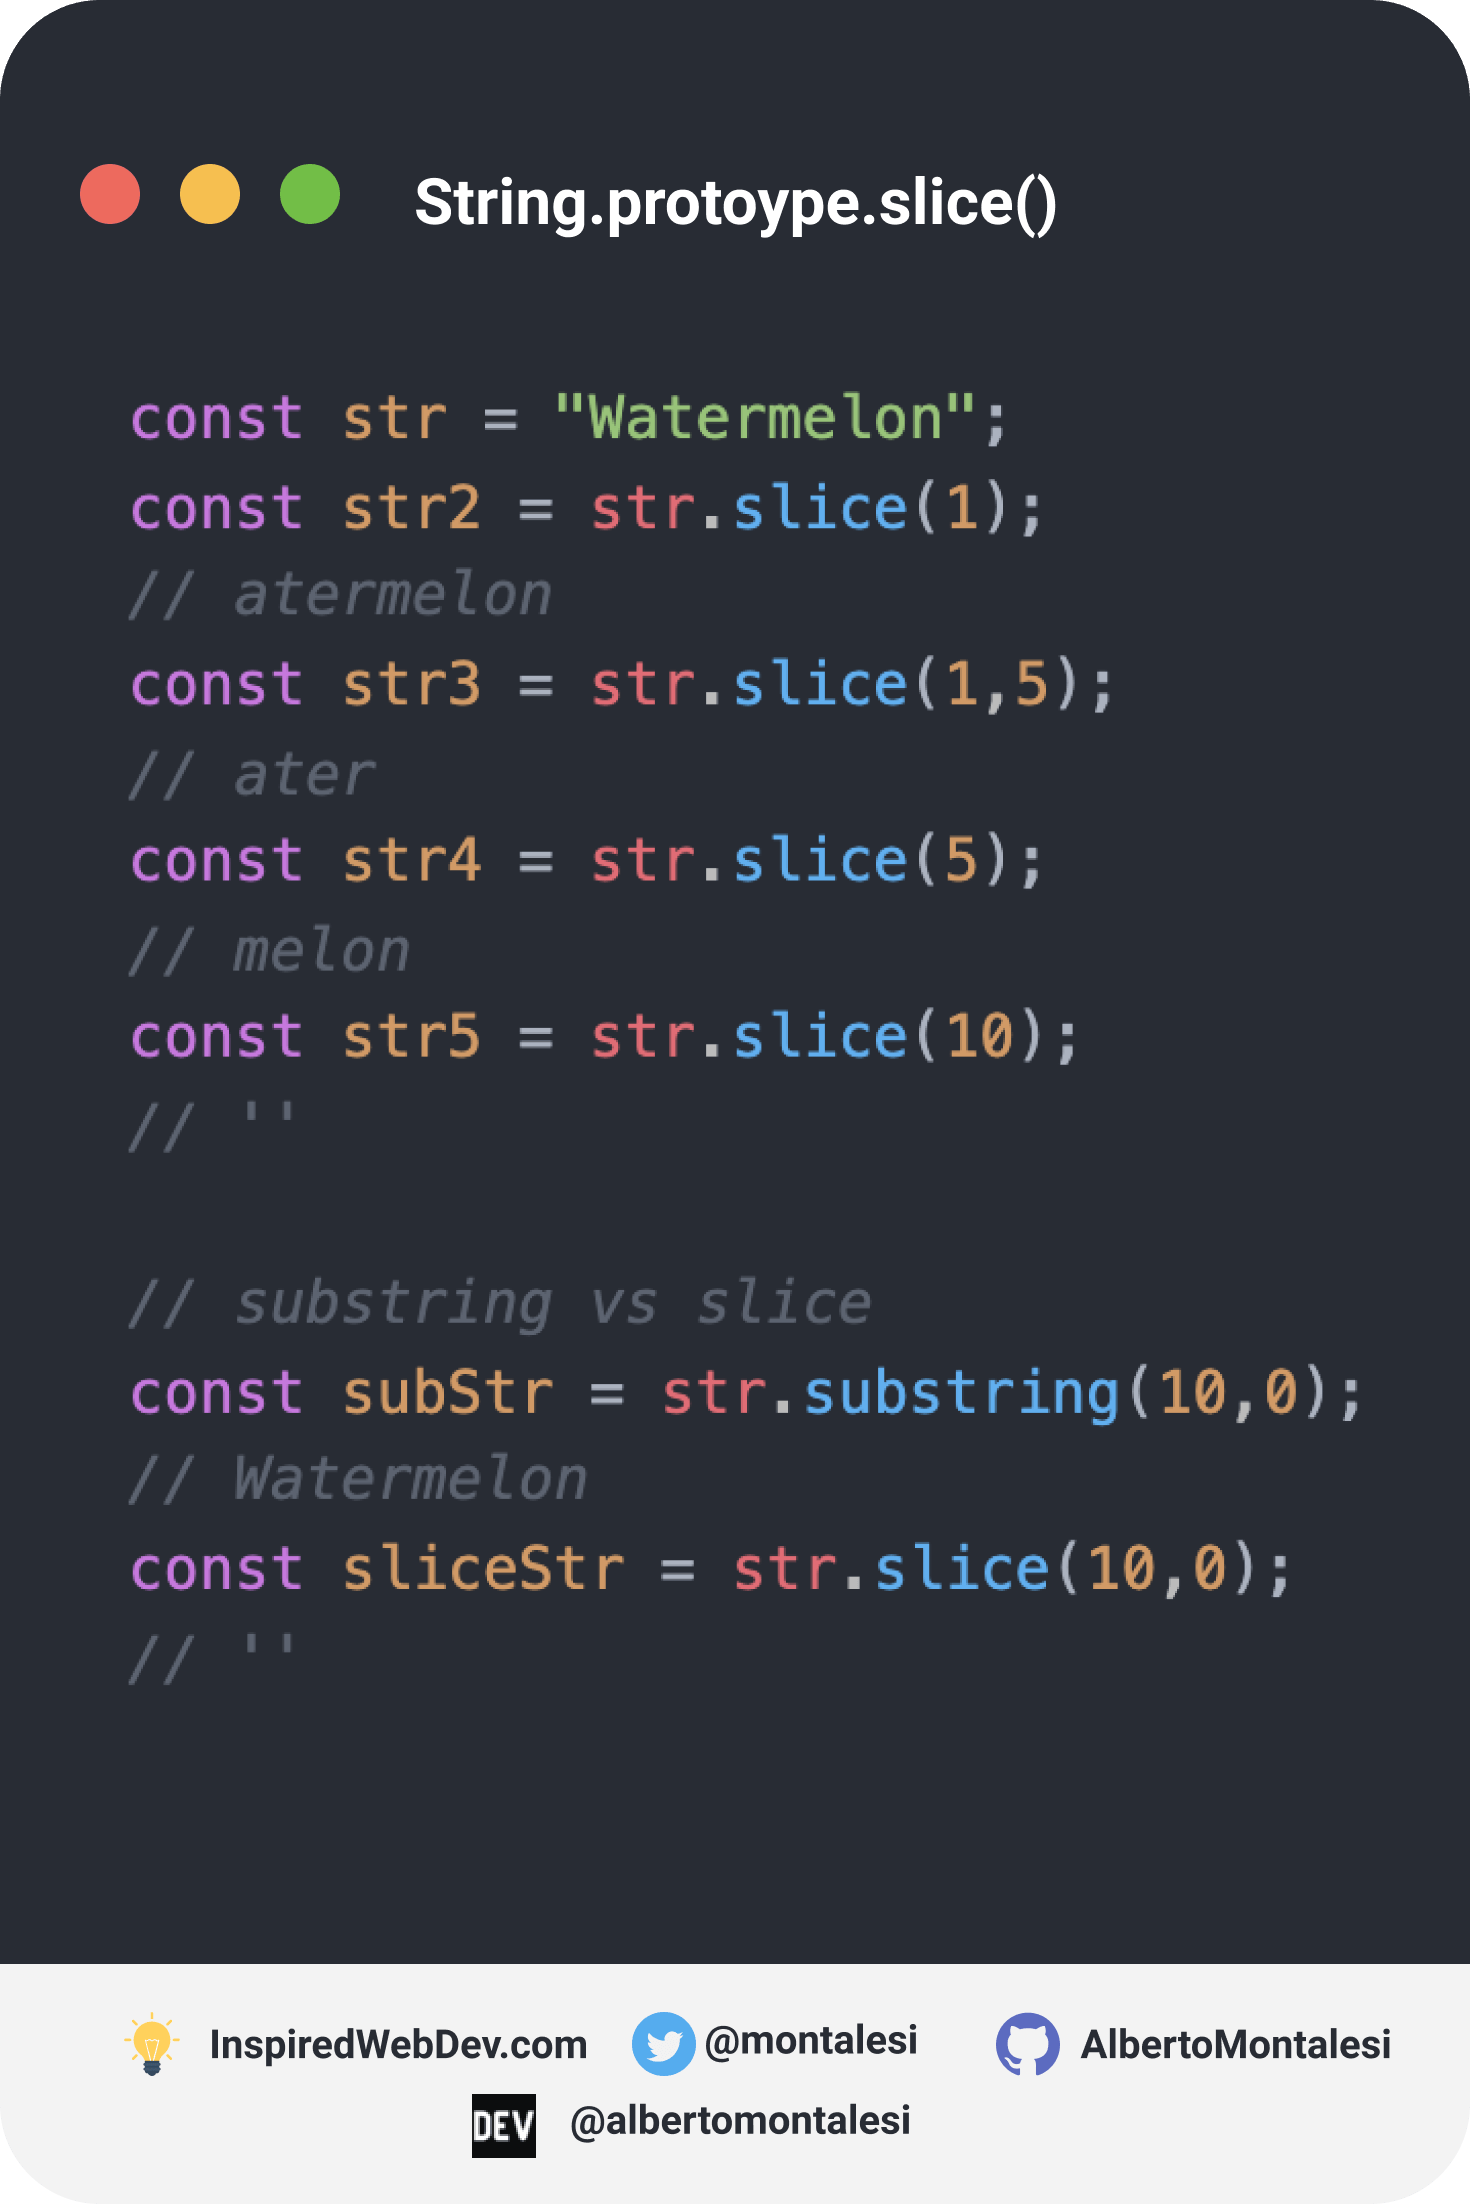 String.protoype.slice()
const str = "Watermelon";
const str2 = str.slice(1);
// atermelon
const str3 = str.slice(1,5);
// ater
const str4 = str.slice(5);
// melon
const str5 = str.slice(10);
// ''
// substring vs slice
const subStr = str.substring(10,0);
// Watermelon
const sliceStr = str.slice(10,0);
// ''
InspiredWebDev.com @montalesi AlbertoMontalesi
DEV @albertomontalesi